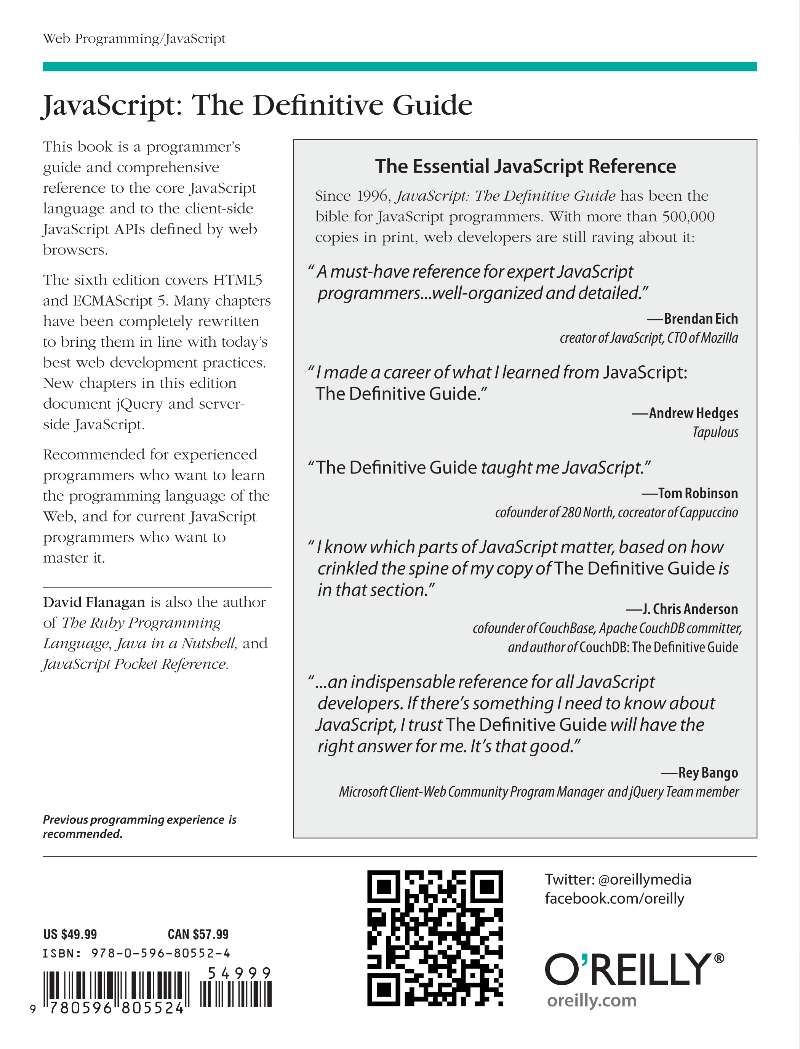 Web Programming/JavaScript
JavaScript: The Definitive Guide
This book is a programmer's
guide and comprehensive
reference to the core JavaScript
language and to the client-side
JavaScript APIs defined by web
browsers.
The sixth edition covers HTML5
and ECMAScript 5. Many chapters
have been completely rewritten
to bring them in line with today's
best web development practices.
New chapters in this edition
document jQuery and server-
side JavaScript.
Recommended for experienced
programmers who want to learn
the programming language of the
Web, and for current JavaScript
programmers who want to
master it.
David Flanagan is also the author
of The Ruby Programming
Language, Java in a Nutshell, and
JavaScript Pocket Reference.
Previous programming experience is
recommended.
The Essential JavaScript Reference
Since 1996, JavaScript: The Definitive Guide has been the
bible for JavaScript programmers. With more than 500,000
copies in print, web developers are still raving about it:
“A must-have reference for expert JavaScript
programmers...well-organized and detailed.”
—Brendan Eich
creator of JavaScript, CTO of Mozilla
“I made a career of what I learned from JavaScript:
The Definitive Guide.”
—Andrew Hedges
Tapulous
“The Definitive Guide taught me JavaScript.”
—Tom Robinson
cofounder of 280 North, cocreator of Cappuccino
“I know which parts of JavaScript matter, based on how
crinkled the spine of my copy of The Definitive Guide is
in that section.”
—J. Chris Anderson
cofounder of CouchBase, Apache CouchDB committer,
and author of CouchDB: The Definitive Guide
“...an indispensable reference for all JavaScript
developers. If there's something I need to know about
JavaScript, I trust The Definitive Guide will have the
right answer for me. It's that good.”
—Rey Bango
Microsoft Client-Web Community Program Manager and jQuery Team member
US $49.99 CAN $57.99
ISBN: 978-0-596-80552-4
54999
9 780596 805524
Twitter: @oreillymedia
facebook.com/oreilly
O'REILLY®
oreilly.com